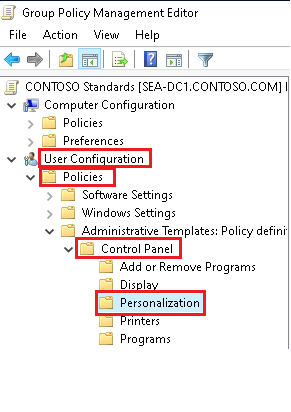 Group Policy Management Editor
File Action View Help
CONTOSO Standards [SEA-DC1.CONTOSO.COM]
Computer Configuration
Policies
Preferences
User Configuration
Policies
Software Settings
Windows Settings
Administrative Templates: Policy defini
Control Panel
Add or Remove Programs
Display
Personalization
Printers
Programs